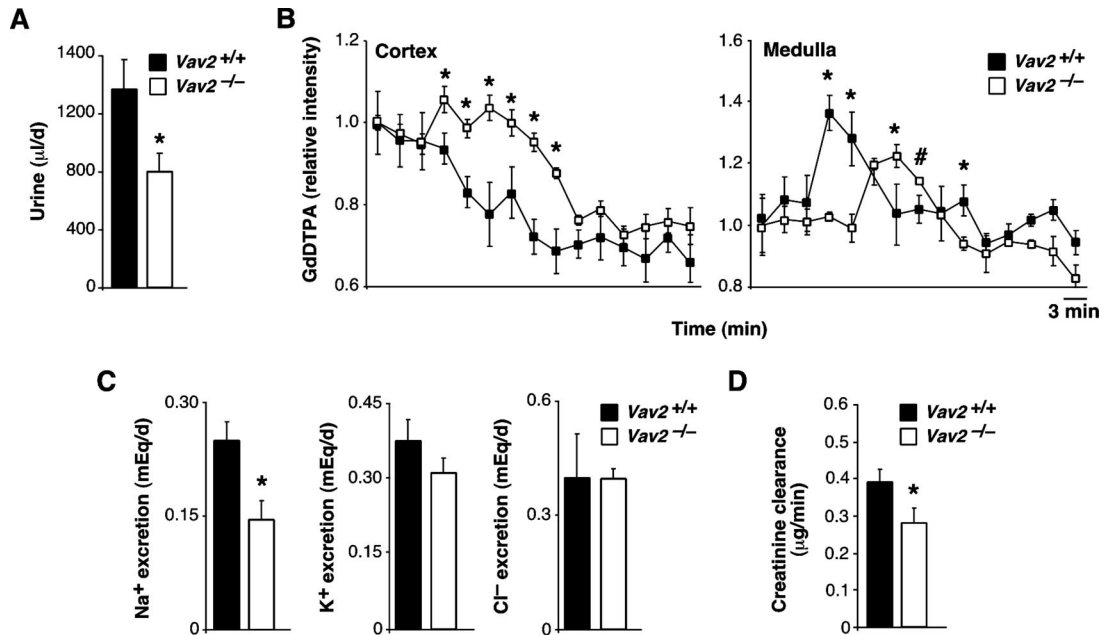 A
Urine (μl/d)
1400
1200
800
400
0
Vav2 +/+
Vav2 –/–
*
B
GdDTPA (relative intensity)
Cortex
1.2
1.0
0.8
0.6
* * * * * *
Medulla
1.6
1.4
1.2
1.0
0.8
* * * # *
Vav2 +/+
Vav2 –/–
3 min
Time (min)
C
Na+ excretion (mEq/d)
0.30
0.15
0
*
K+ excretion (mEq/d)
0.45
0.30
0.15
0
Cl– excretion (mEq/d)
0.6
0.3
0
Vav2 +/+
Vav2 –/–
D
Creatinine clearance
(μg/min)
0.6
0.5
0.4
0.3
0.4
0.1
0
Vav2 +/+
Vav2 –/–
*